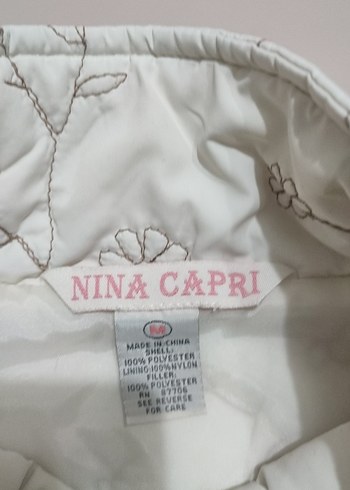 NINA CAPRI
M
MADE IN CHINA
SHELL:
100% POLYESTER
LINING:100%NYLON
FILLER:
100% POLYESTER
RN 87706
SEE REVERSE
FOR CARE